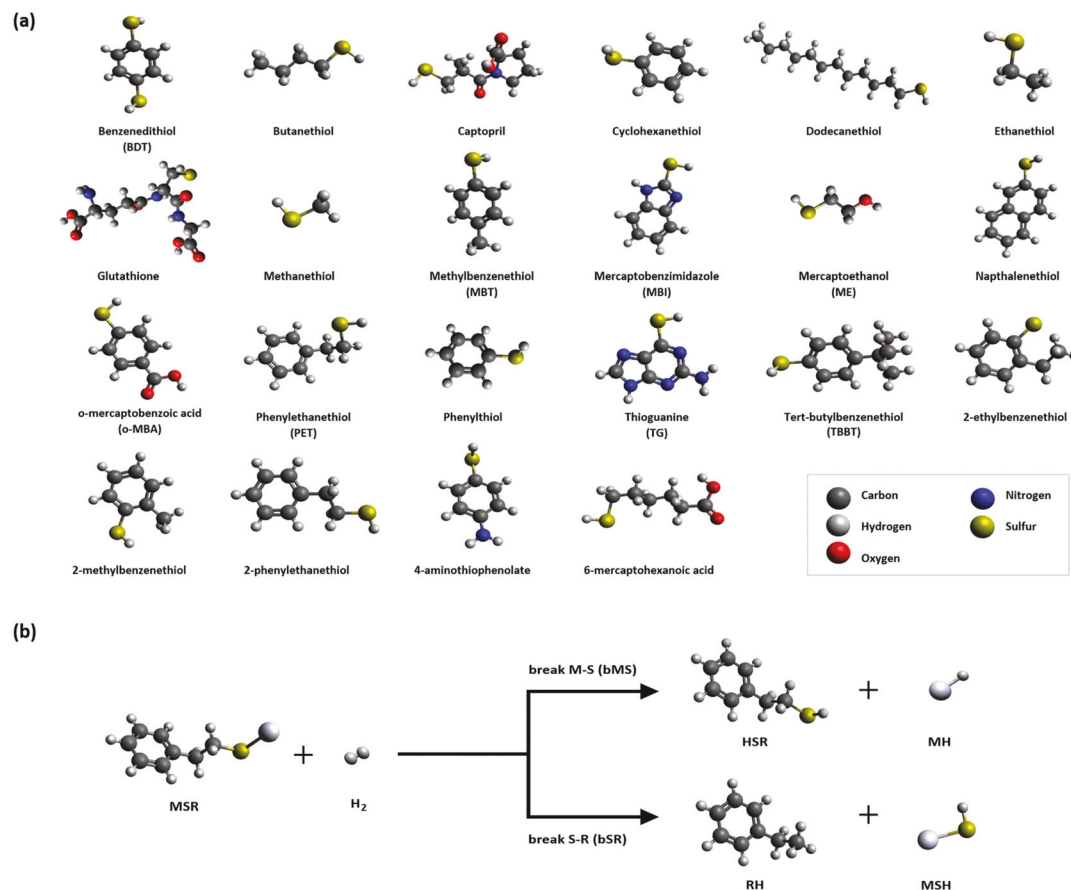 (a)
Benzenedithiol
(BDT)
Butanethiol
Captopril
Cyclohexanethiol
Dodecanethiol
Ethanethiol
Glutathione
Methanethiol
Methylbenzenethiol
(MBT)
Mercaptobenzimidazole
(MBI)
Mercaptoethanol
(ME)
Napthalenethiol
o-mercaptobenzoic acid
(o-MBA)
Phenylethanethiol
(PET)
Phenylthiol
Thioguanine
(TG)
Tert-butylbenzenethiol
(TBBT)
2-ethylbenzenethiol
2-methylbenzenethiol
2-phenylethanethiol
4-aminothiophenolate
6-mercaptohexanoic acid
Carbon
Nitrogen
Hydrogen
Sulfur
Oxygen
(b)
break M-S (bMS)
+
HSR
MH
+
MSR
H₂
break S-R (bSR)
+
RH
MSH